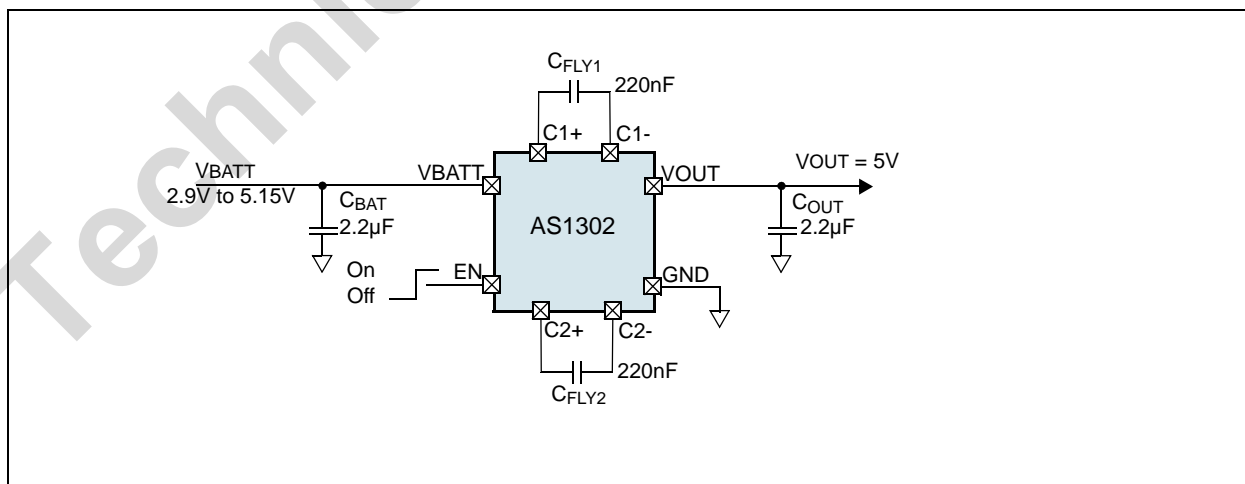 Techni
CFLY1
220nF
C1+ C1-
VBATT
2.9V to 5.15V
VBATT
VOUT
VOUT = 5V
CBAT
2.2µF
AS1302
COUT
2.2µF
On
Off
EN
GND
C2+ C2-
220nF
CFLY2